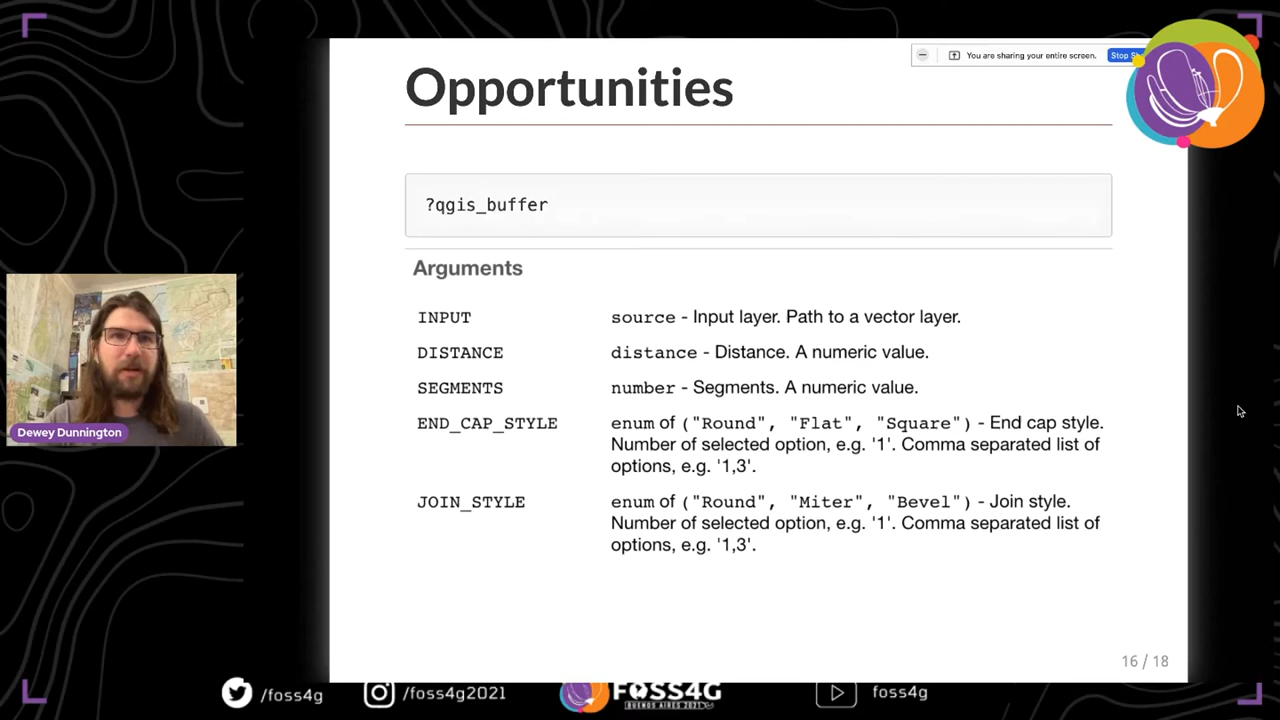 You are sharing your entire screen.
Stop Sh
Opportunities
?qgis_buffer
Arguments
INPUT source - Input layer. Path to a vector layer.
DISTANCE distance - Distance. A numeric value.
SEGMENTS number - Segments. A numeric value.
END_CAP_STYLE enum of ("Round", "Flat", "Square") - End cap style.
Number of selected option, e.g. '1'. Comma separated list of
options, e.g. '1,3'.
JOIN_STYLE enum of ("Round", "Miter", "Bevel") - Join style.
Number of selected option, e.g. '1'. Comma separated list of
options, e.g. '1,3'.
Dewey Dunnington
16 / 18
/foss4g
/foss4g2021
FOSS4G
BUENOS AIRES 2021
foss4g